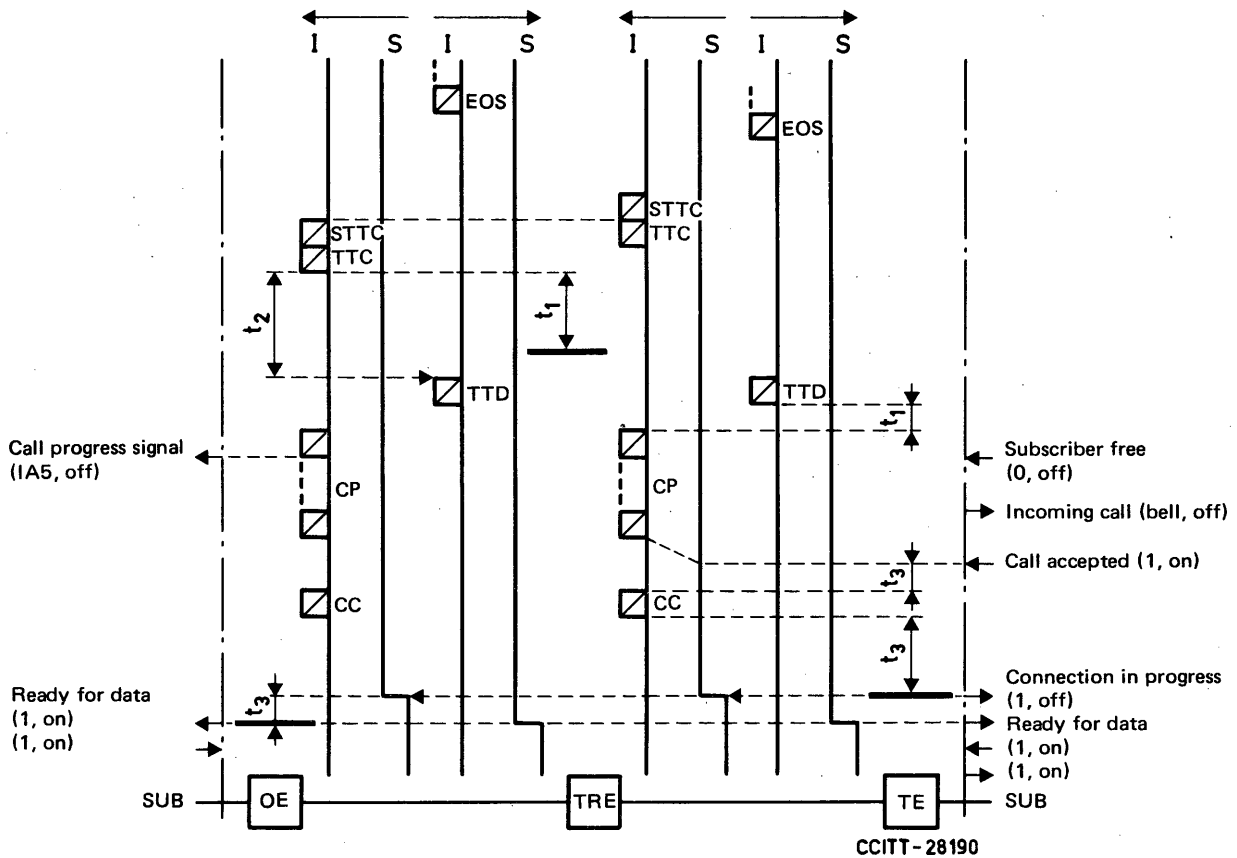 I S I S I S I S
EOS
EOS
STTC
STTC
TTC
TTC
t2
t1
TTD
TTD
t1
Call progress signal
(IA5, off)
Subscriber free
(0, off)
CP
CP
Incoming call (bell, off)
Call accepted (1, on)
t3
CC
CC
t3
Ready for data
(1, on)
(1, on)
t3
Connection in progress
(1, off)
Ready for data
(1, on)
(1, on)
SUB OE TRE TE SUB
CCITT-28190